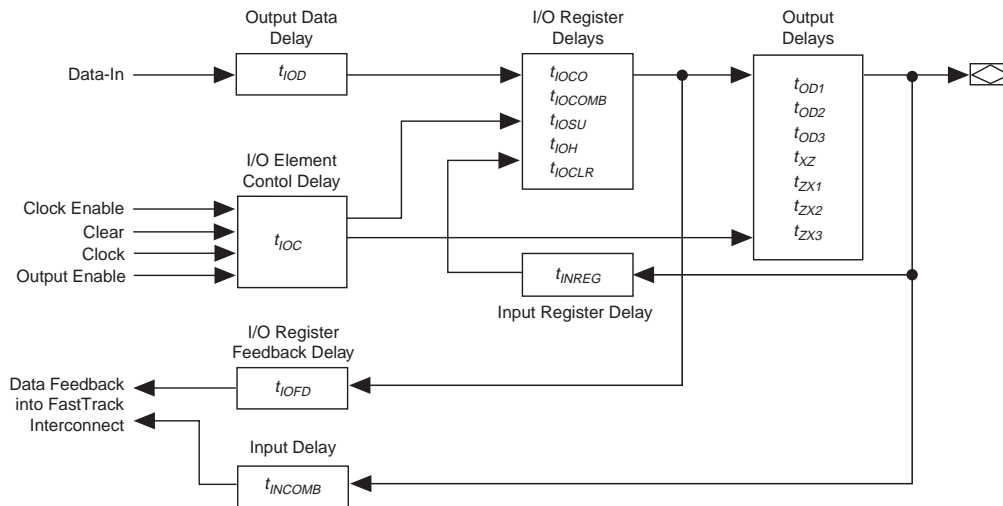 Output Data
Delay
I/O Register
Delays
Output
Delays
Data-In
tIOD
tIOCO
tIOCOMB
tIOSU
tIOH
tIOCLR
tOD1
tOD2
tOD3
tXZ
tZX1
tZX2
tZX3
I/O Element
Contol Delay
Clock Enable
Clear
Clock
Output Enable
tIOC
tINREG
Input Register Delay
I/O Register
Feedback Delay
Data Feedback
into FastTrack
Interconnect
tIOFD
Input Delay
tINCOMB